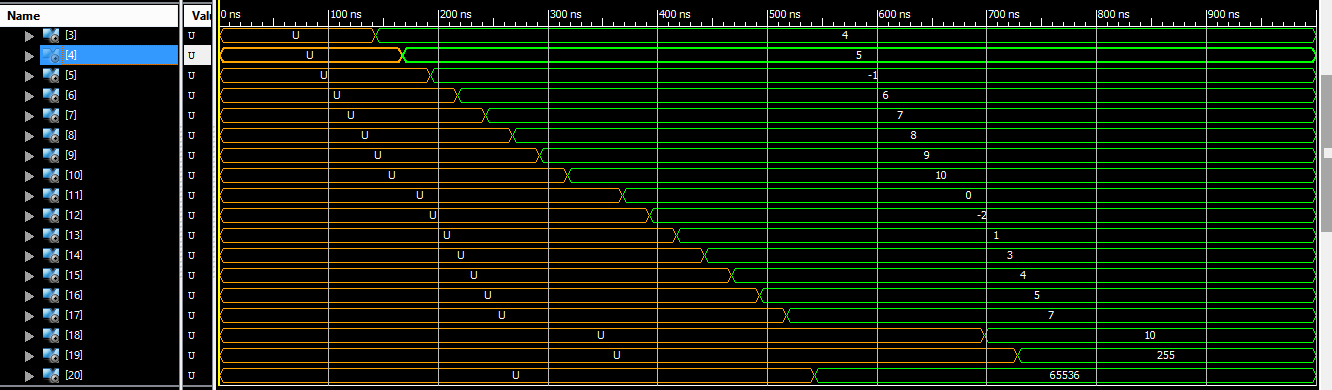 Name Valu 0 ns 100 ns 200 ns 300 ns 400 ns 500 ns 600 ns 700 ns 800 ns 900 ns
[3] U U 4
[4] U U 5
[5] U U -1
[6] U U 6
[7] U U 7
[8] U U 8
[9] U U 9
[10] U U 10
[11] U U 0
[12] U U -2
[13] U U 1
[14] U U 3
[15] U U 4
[16] U U 5
[17] U U 7
[18] U U 10
[19] U U 255
[20] U U 65536